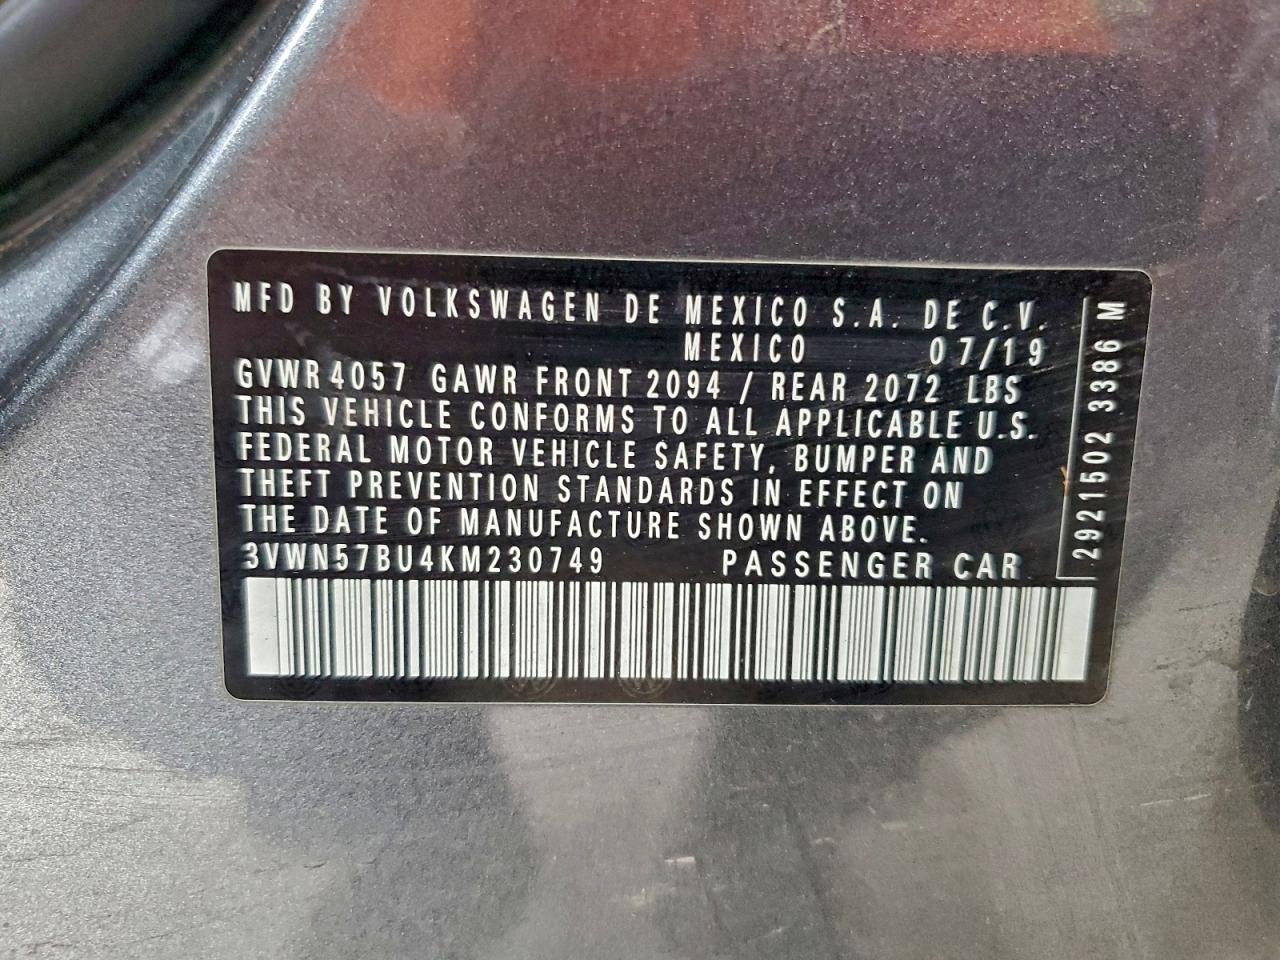 MFD BY VOLKSWAGEN DE MEXICO S.A. DE C.V.
MEXICO 07/19
GVWR 4057 GAWR FRONT 2094 / REAR 2072 LBS
THIS VEHICLE CONFORMS TO ALL APPLICABLE U.S.
FEDERAL MOTOR VEHICLE SAFETY, BUMPER AND
THEFT PREVENTION STANDARDS IN EFFECT ON
THE DATE OF MANUFACTURE SHOWN ABOVE.
3VWN57BU4KM230749 PASSENGER CAR
2921502 3386 M